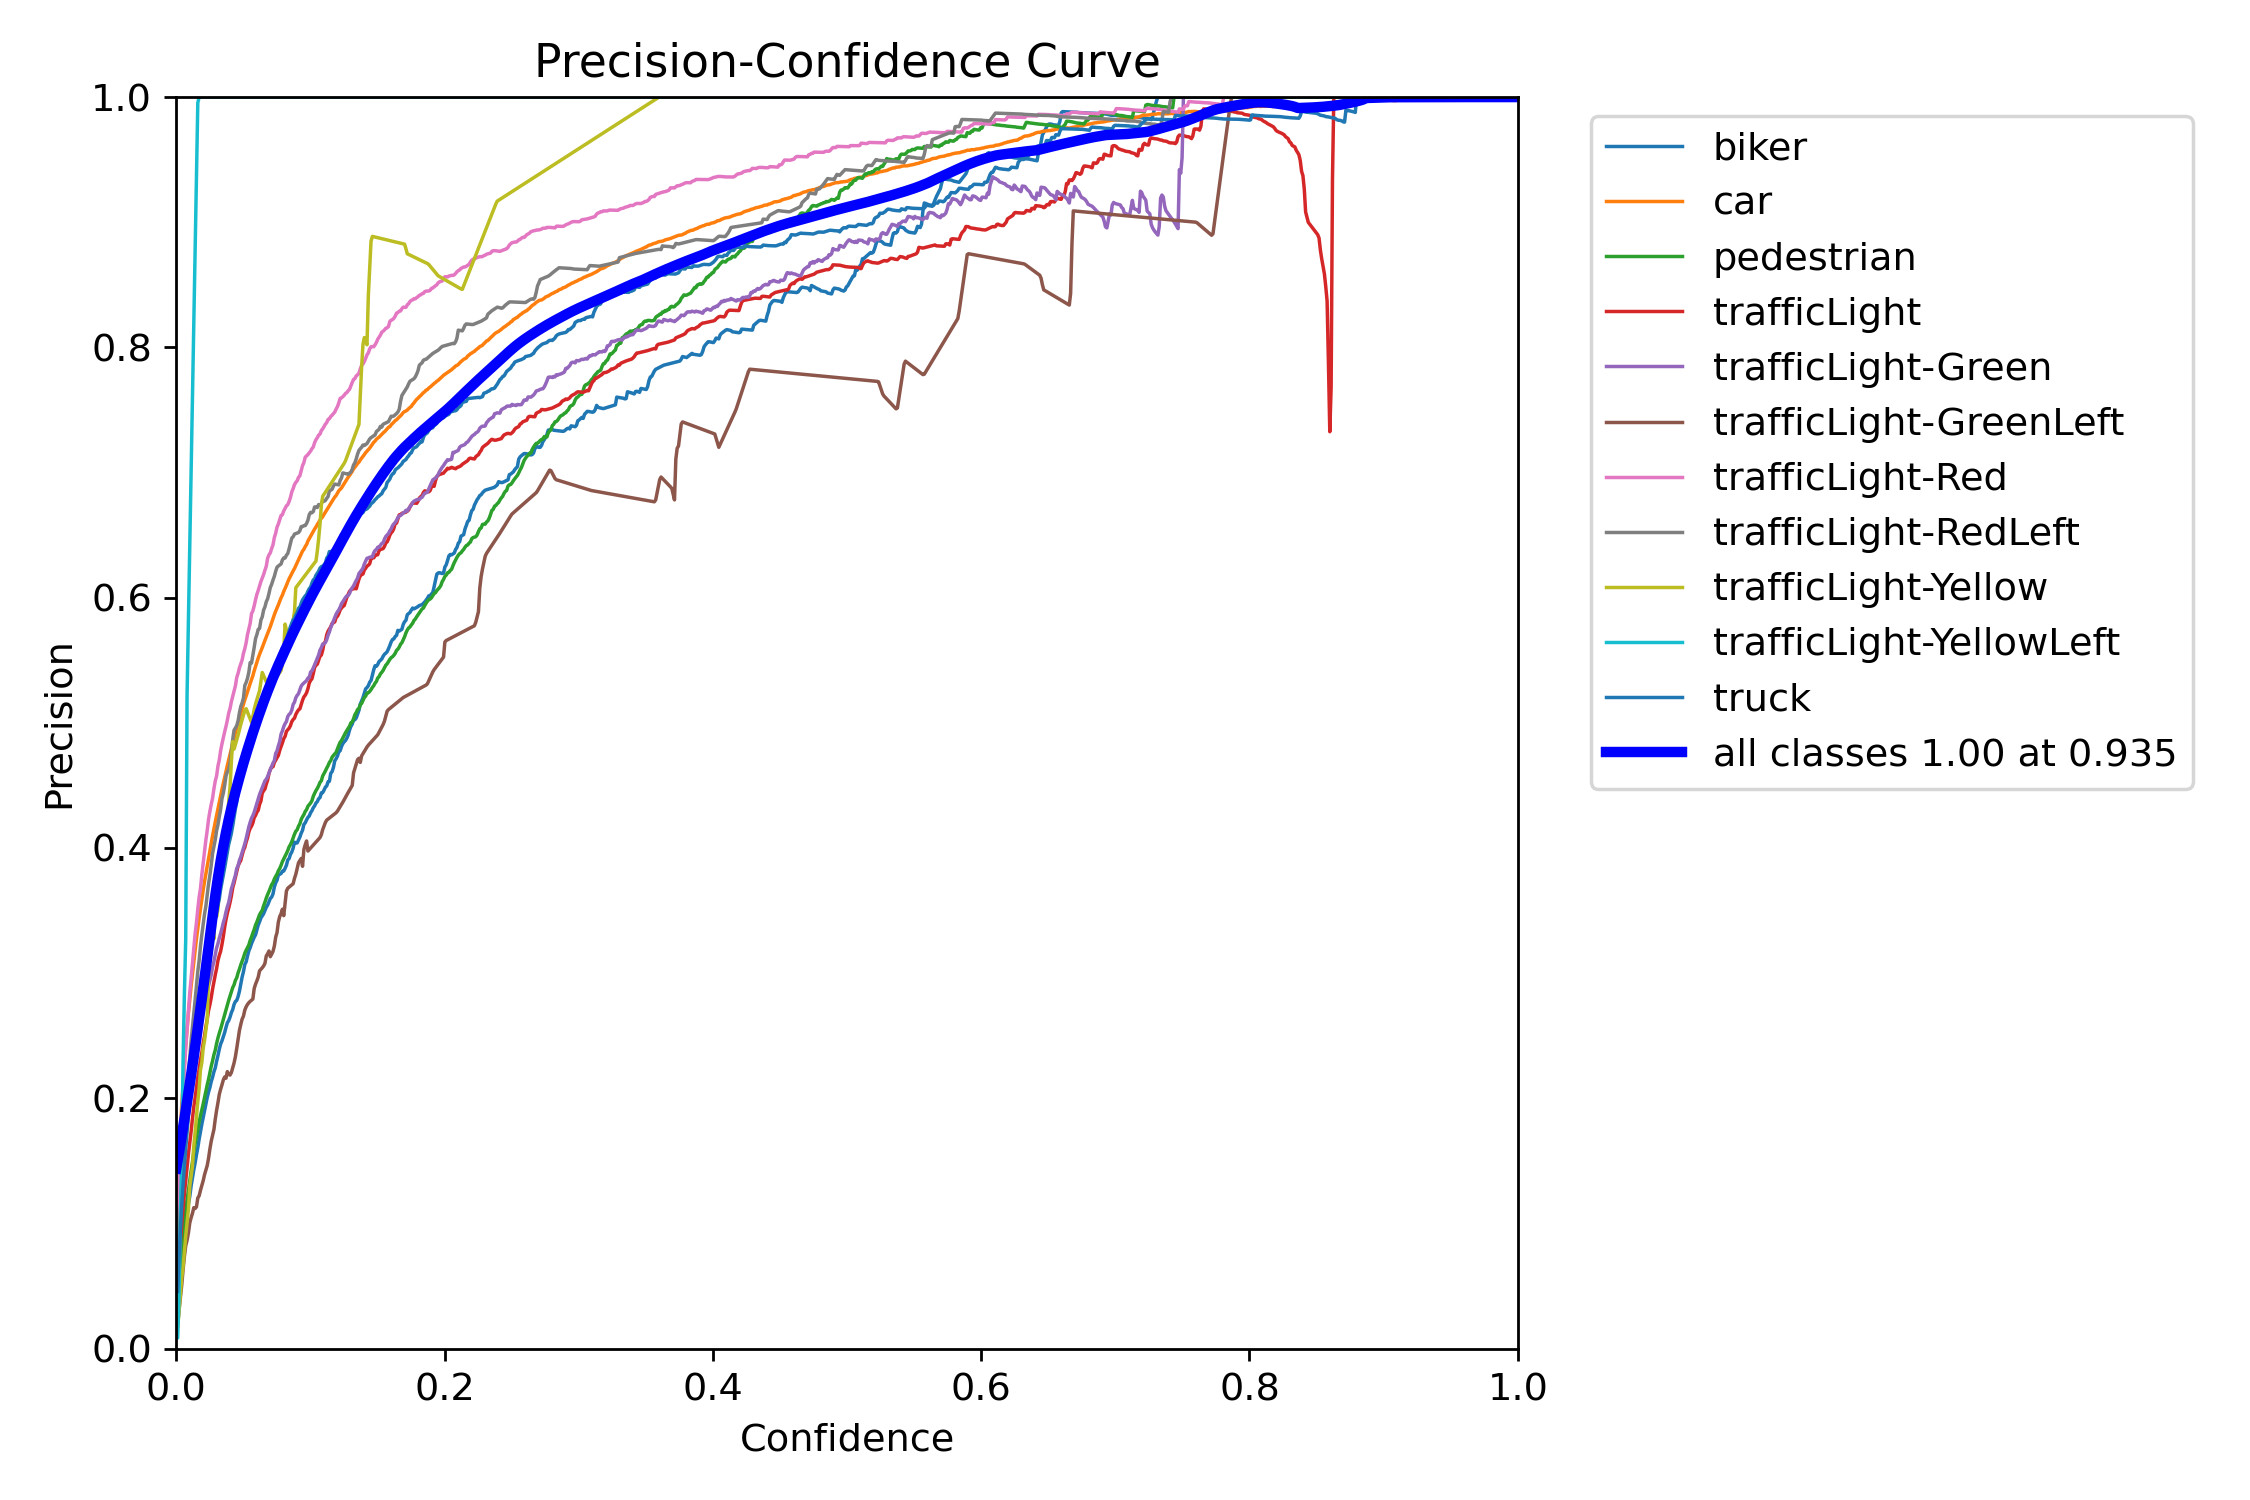 Precision-Confidence Curve
1.0
0.8
0.6
0.4
0.2
0.0
Precision
0.0 0.2 0.4 0.6 0.8 1.0
Confidence
biker
car
pedestrian
trafficLight
trafficLight-Green
trafficLight-GreenLeft
trafficLight-Red
trafficLight-RedLeft
trafficLight-Yellow
trafficLight-YellowLeft
truck
all classes 1.00 at 0.935